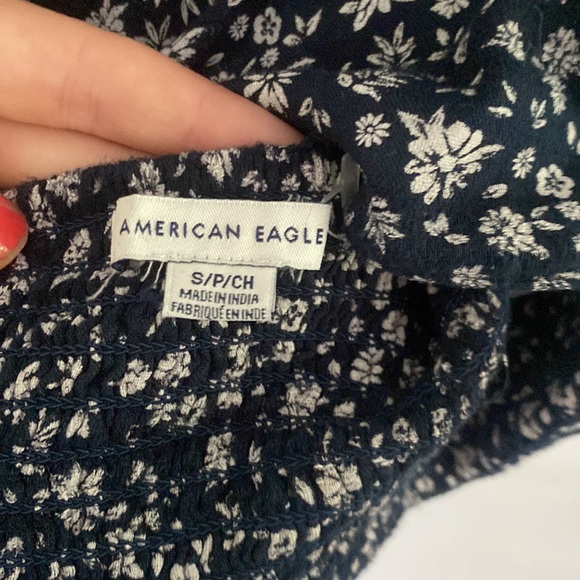 AMERICAN EAGLE
S/P/CH
MADE IN INDIA
FABRIQUÉ EN INDE